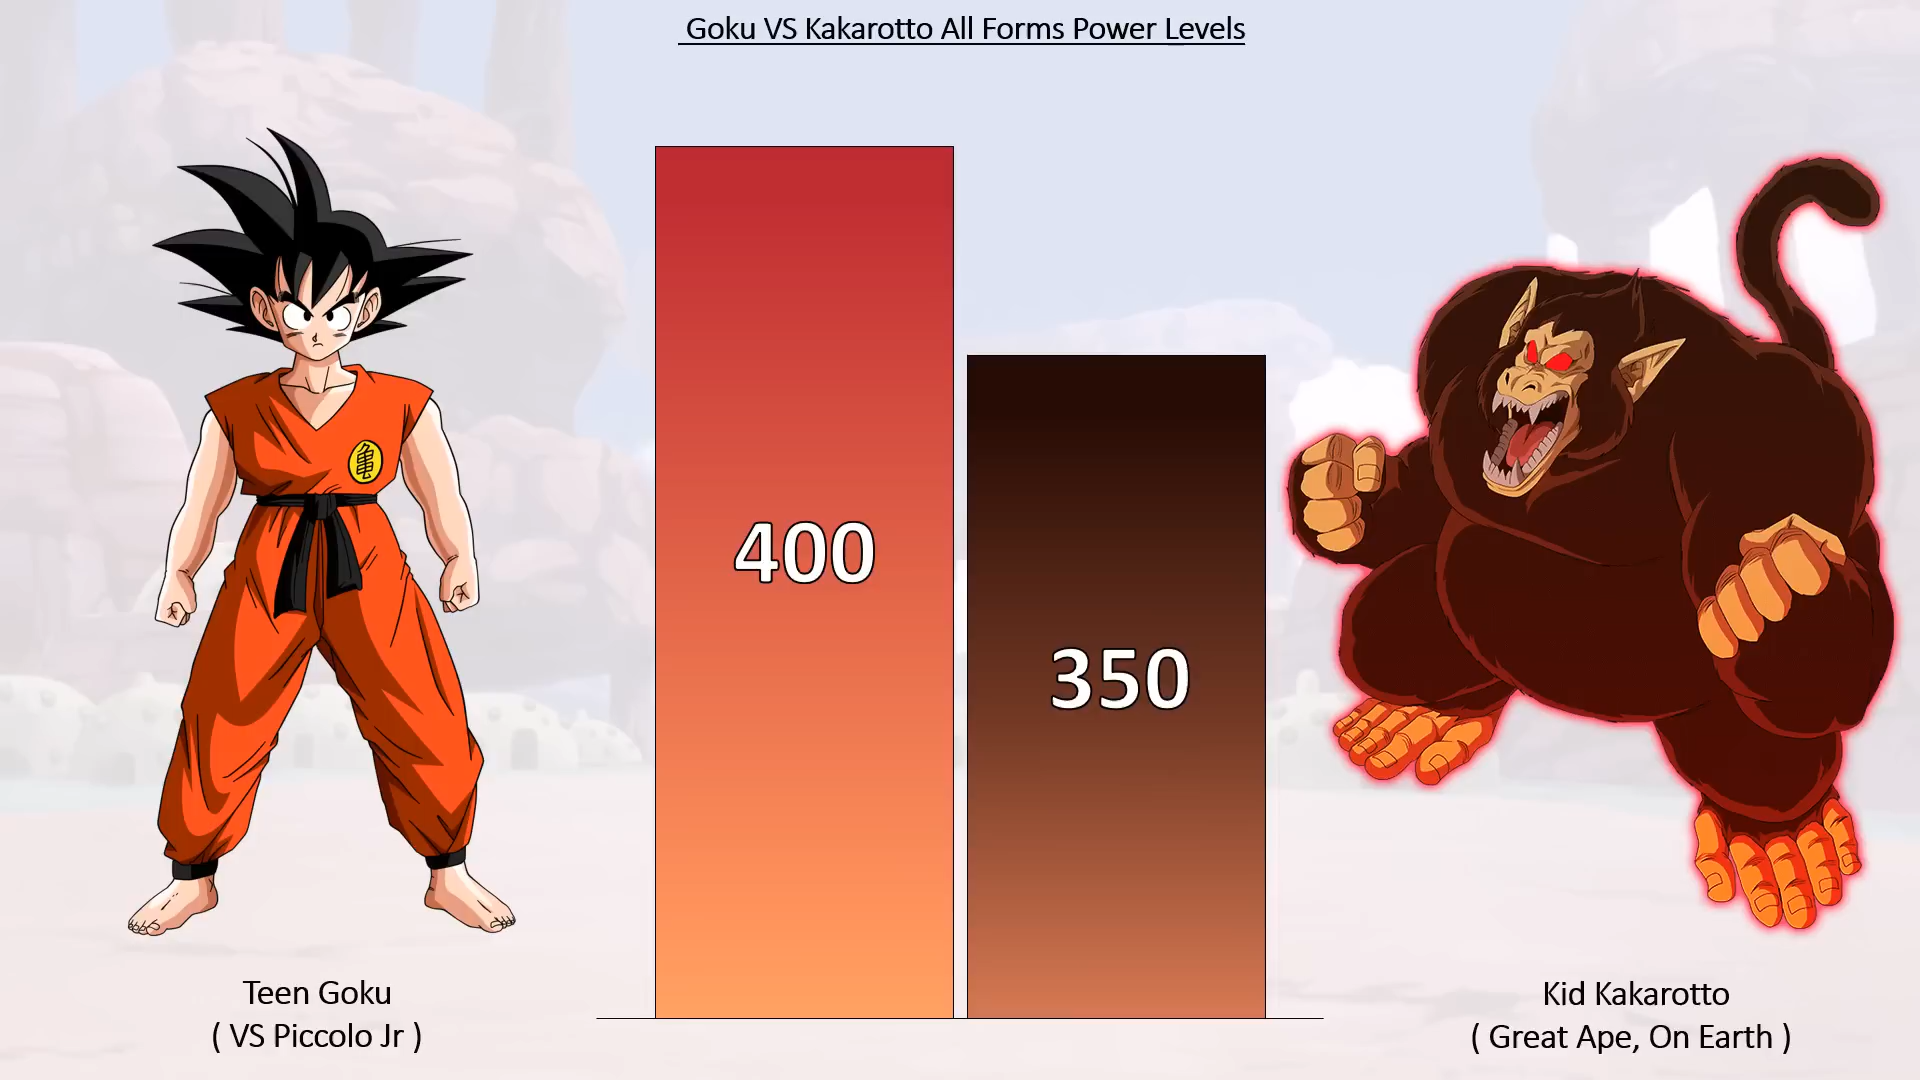 Goku VS Kakarotto All Forms Power Levels
亀
400
350
Teen Goku
( VS Piccolo Jr )
Kid Kakarotto
( Great Ape, On Earth )